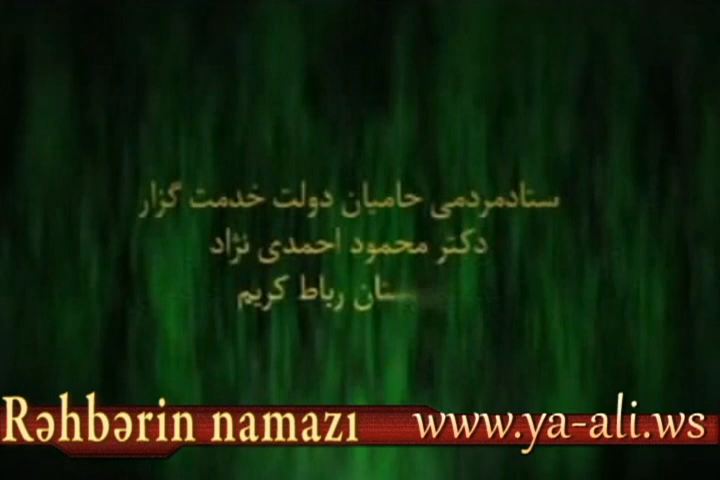 ستادمردمی حامیان دولت خدمت گزار
دکتر محمود احمدی نژاد
رباط کریم
Rəhbərin namazı
www.ya-ali.ws